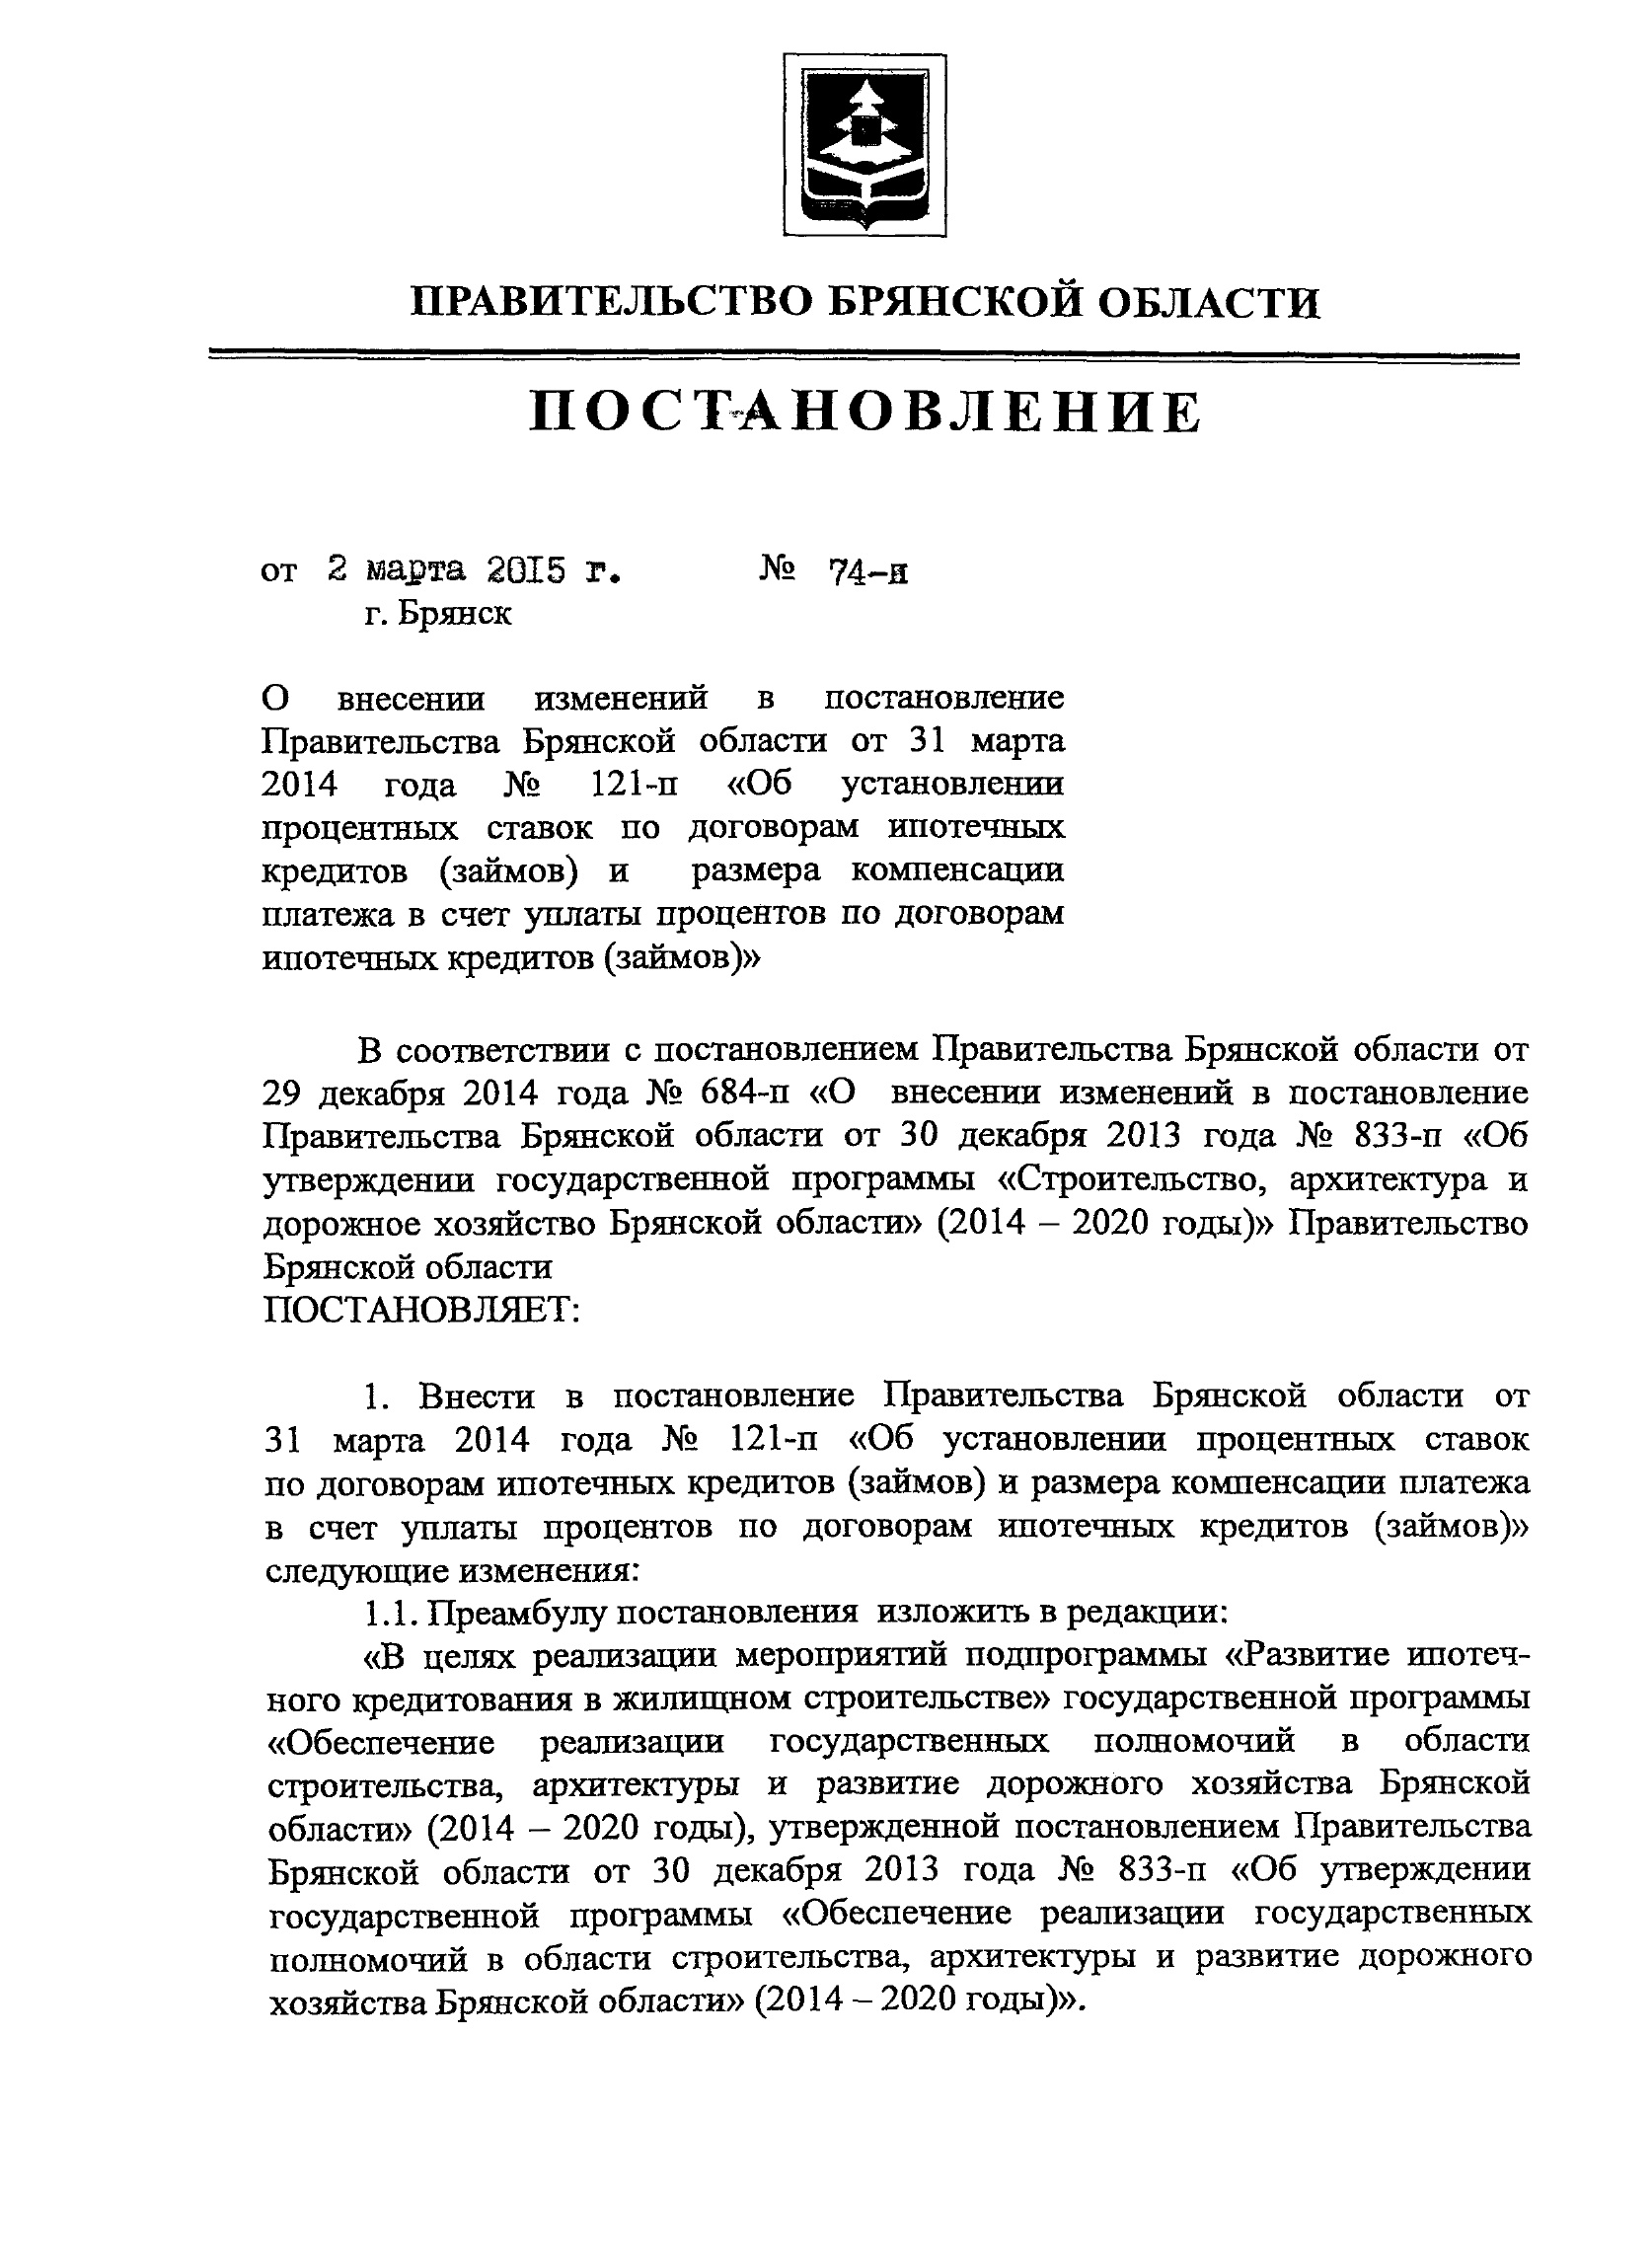 ПРАВИТЕЛЬСТВО БРЯНСКОЙ ОБЛАСТИ
ПОСТАНОВЛЕНИЕ
от 2 марта 2015 г. № 74-п
г. Брянск
О внесении изменений в постановление
Правительства Брянской области от 31 марта
2014 года № 121-п «Об установлении
процентных ставок по договорам ипотечных
кредитов (займов) и размера компенсации
платежа в счет уплаты процентов по договорам
ипотечных кредитов (займов)»
В соответствии с постановлением Правительства Брянской области от
29 декабря 2014 года № 684-п «О внесении изменений в постановление
Правительства Брянской области от 30 декабря 2013 года № 833-п «Об
утверждении государственной программы «Строительство, архитектура и
дорожное хозяйство Брянской области» (2014 – 2020 годы)» Правительство
Брянской области
ПОСТАНОВЛЯЕТ:
1. Внести в постановление Правительства Брянской области от
31 марта 2014 года № 121-п «Об установлении процентных ставок
по договорам ипотечных кредитов (займов) и размера компенсации платежа
в счет уплаты процентов по договорам ипотечных кредитов (займов)»
следующие изменения:
1.1. Преамбулу постановления изложить в редакции:
«В целях реализации мероприятий подпрограммы «Развитие ипотеч-
ного кредитования в жилищном строительстве» государственной программы
«Обеспечение реализации государственных полномочий в области
строительства, архитектуры и развитие дорожного хозяйства Брянской
области» (2014 – 2020 годы), утвержденной постановлением Правительства
Брянской области от 30 декабря 2013 года № 833-п «Об утверждении
государственной программы «Обеспечение реализации государственных
полномочий в области строительства, архитектуры и развитие дорожного
хозяйства Брянской области» (2014 – 2020 годы)».